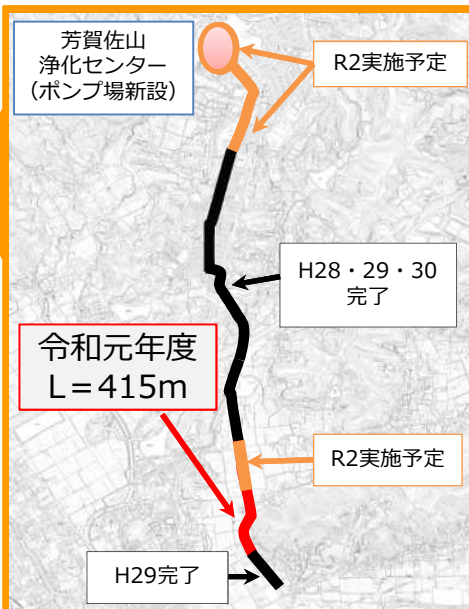 芳賀佐山
浄化センター
（ポンプ場新設）
R2実施予定
H28・29・30
完了
令和元年度
L＝415m
R2実施予定
H29完了